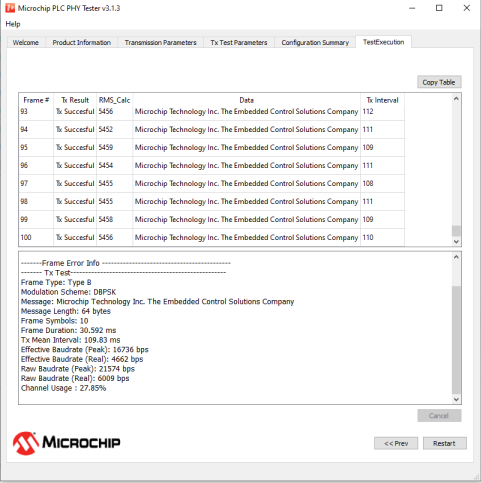 Microchip PLC PHY Tester v3.1.3
Help
Welcome Product Information Transmission Parameters Tx Test Parameters Configuration Summary TestExecution
Copy Table
Frame # Tx Result RMS_Calc Data Tx Interval
93 Tx Succesful 5456 Microchip Technology Inc. The Embedded Control Solutions Company 112
94 Tx Succesful 5452 Microchip Technology Inc. The Embedded Control Solutions Company 111
95 Tx Succesful 5459 Microchip Technology Inc. The Embedded Control Solutions Company 109
96 Tx Succesful 5454 Microchip Technology Inc. The Embedded Control Solutions Company 111
97 Tx Succesful 5455 Microchip Technology Inc. The Embedded Control Solutions Company 108
98 Tx Succesful 5455 Microchip Technology Inc. The Embedded Control Solutions Company 111
99 Tx Succesful 5458 Microchip Technology Inc. The Embedded Control Solutions Company 109
100 Tx Succesful 5456 Microchip Technology Inc. The Embedded Control Solutions Company 110
-------Frame Error Info -------------------------------------------
------- Tx Test----------------------------------------------------
Frame Type: Type B
Modulation Scheme: DBPSK
Message: Microchip Technology Inc. The Embedded Control Solutions Company
Message Length: 64 bytes
Frame Symbols: 10
Frame Duration: 30.592 ms
Tx Mean Interval: 109.83 ms
Effective Baudrate (Peak): 16736 bps
Effective Baudrate (Real): 4662 bps
Raw Baudrate (Peak): 21574 bps
Raw Baudrate (Real): 6009 bps
Channel Usage : 27.85%
Cancel
MICROCHIP
<< Prev Restart